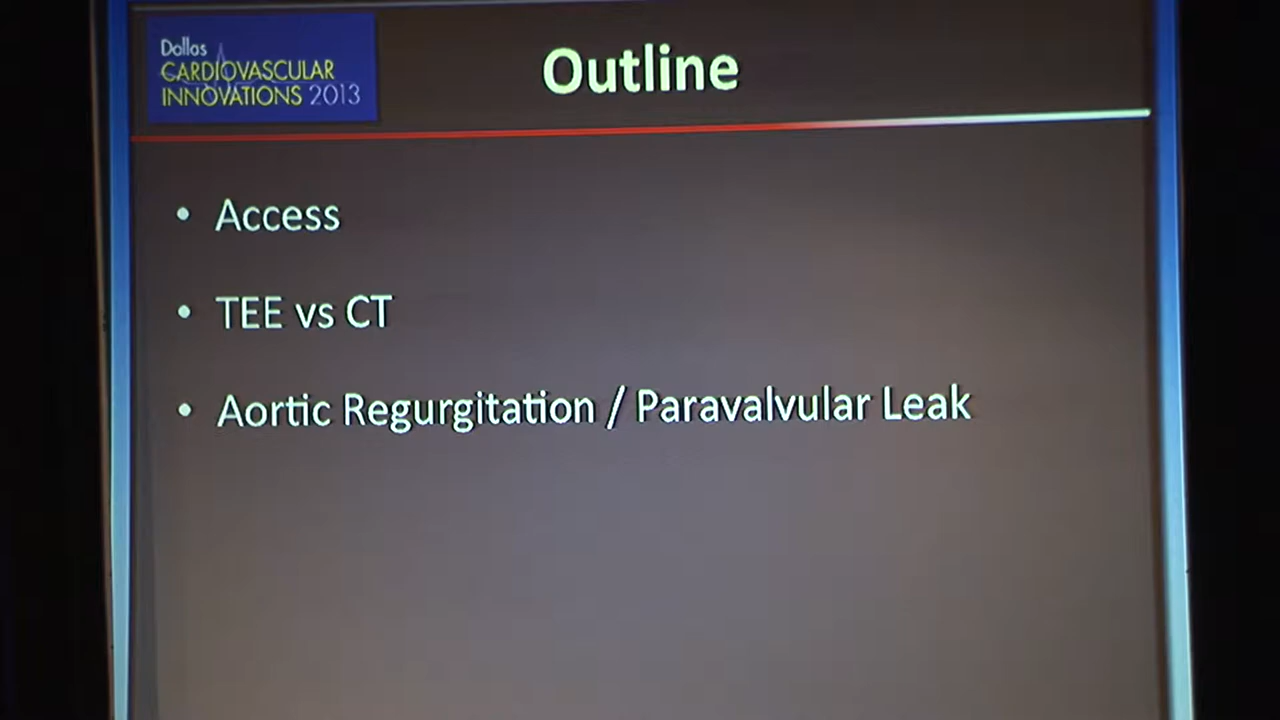 Dallas
CARDIOVASCULAR
INNOVATIONS 2013
Outline
• Access
• TEE vs CT
• Aortic Regurgitation / Paravalvular Leak